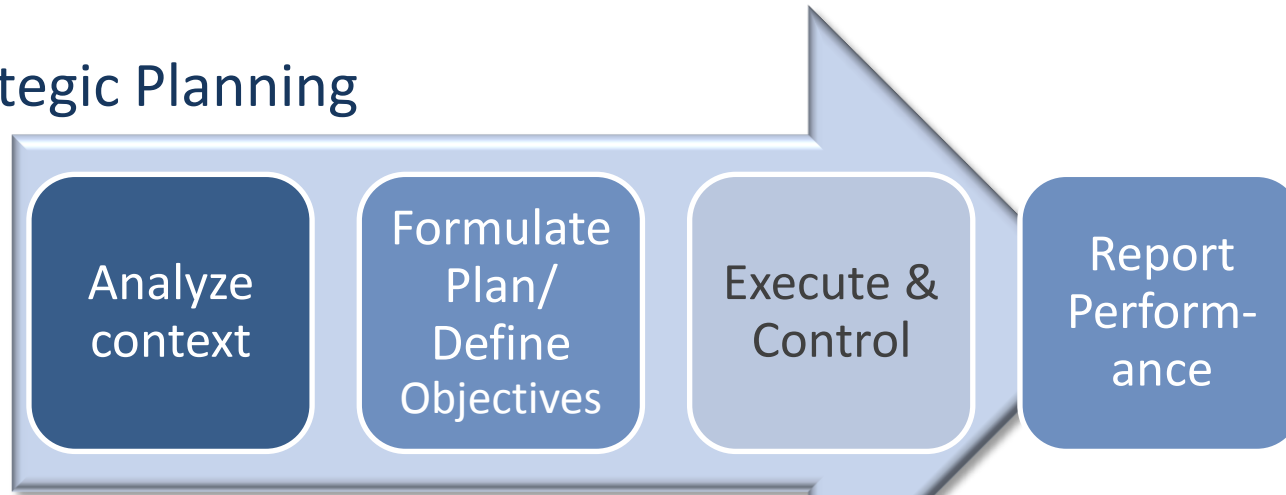 tegic Planning
Analyze
context
Formulate
Plan/
Define
Objectives
Execute &
Control
Report
Perform-
ance